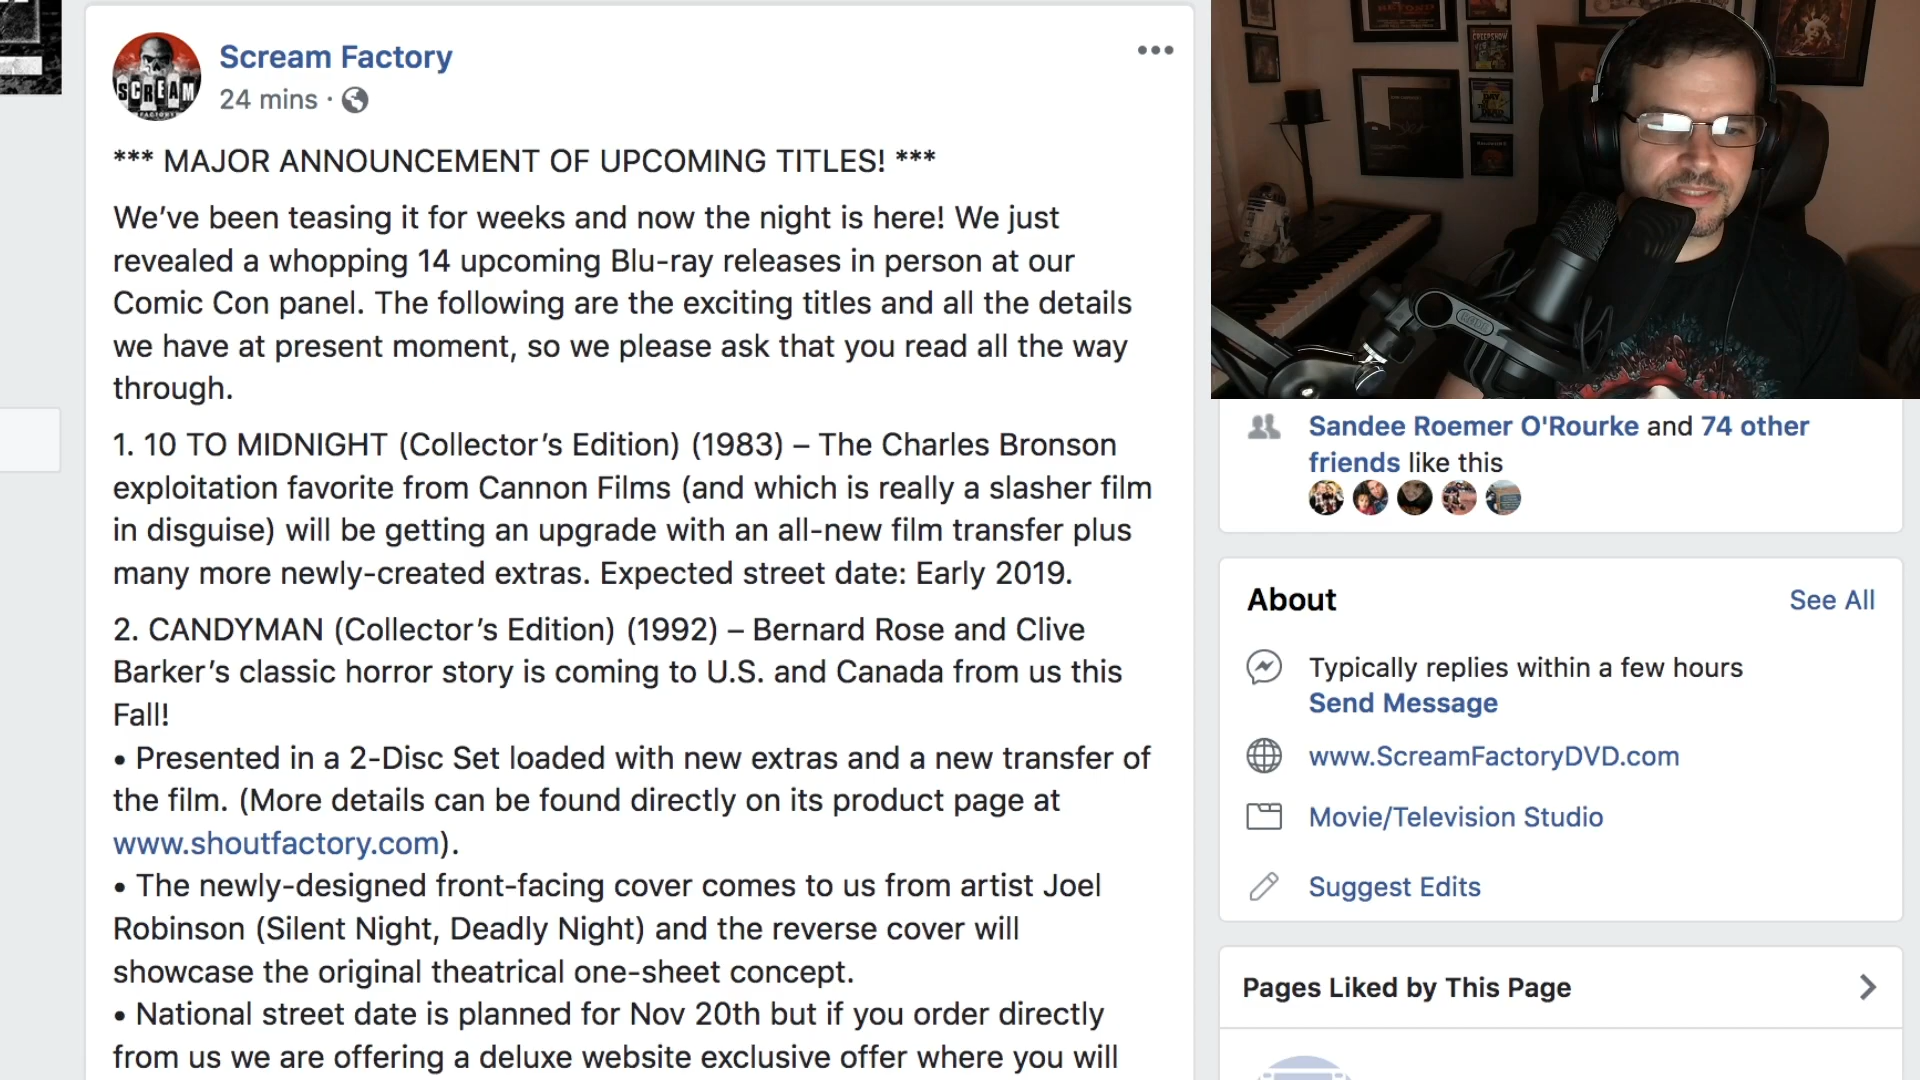 Scream Factory
24 mins ·
SCREAM
FACTORY
*** MAJOR ANNOUNCEMENT OF UPCOMING TITLES! ***
We’ve been teasing it for weeks and now the night is here! We just
revealed a whopping 14 upcoming Blu-ray releases in person at our
Comic Con panel. The following are the exciting titles and all the details
we have at present moment, so we please ask that you read all the way
through.
1. 10 TO MIDNIGHT (Collector’s Edition) (1983) – The Charles Bronson
exploitation favorite from Cannon Films (and which is really a slasher film
in disguise) will be getting an upgrade with an all-new film transfer plus
many more newly-created extras. Expected street date: Early 2019.
2. CANDYMAN (Collector’s Edition) (1992) – Bernard Rose and Clive
Barker’s classic horror story is coming to U.S. and Canada from us this
Fall!
• Presented in a 2-Disc Set loaded with new extras and a new transfer of
the film. (More details can be found directly on its product page at
www.shoutfactory.com).
• The newly-designed front-facing cover comes to us from artist Joel
Robinson (Silent Night, Deadly Night) and the reverse cover will
showcase the original theatrical one-sheet concept.
• National street date is planned for Nov 20th but if you order directly
from us we are offering a deluxe website exclusive offer where you will
BEYOND
CREEPSHOW
RODE
Sandee Roemer O'Rourke and 74 other
friends like this
About
See All
Typically replies within a few hours
Send Message
www.ScreamFactoryDVD.com
Movie/Television Studio
Suggest Edits
Pages Liked by This Page